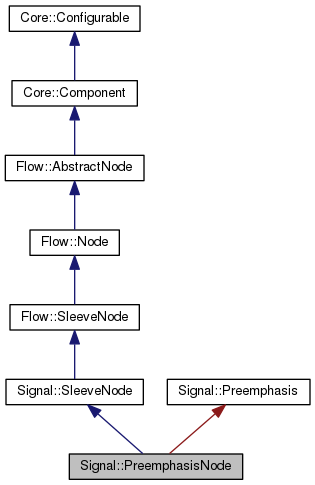 Core::Configurable
Core::Component
Flow::AbstractNode
Flow::Node
Flow::SleeveNode
Signal::SleeveNode
Signal::Preemphasis
Signal::PreemphasisNode